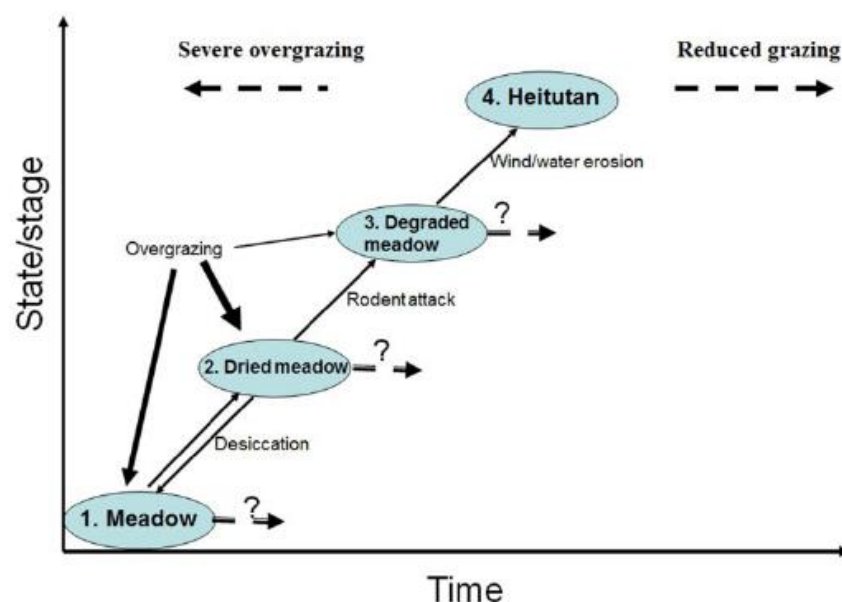 Severe overgrazing
Reduced grazing
4. Heitutan
Wind/water erosion
?
3. Degraded
meadow
Overgrazing
Rodent attack
?
2. Dried meadow
Desiccation
?
1. Meadow
State/stage
Time